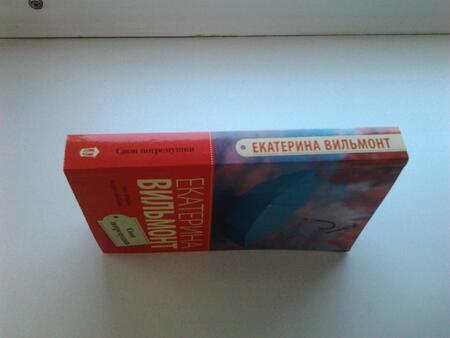 Свои погремушки
ЕКАТЕРИНА ВИЛЬМОНТ
ЕКАТЕРИНА
ВИЛЬМОНТ
Свои
погремушки